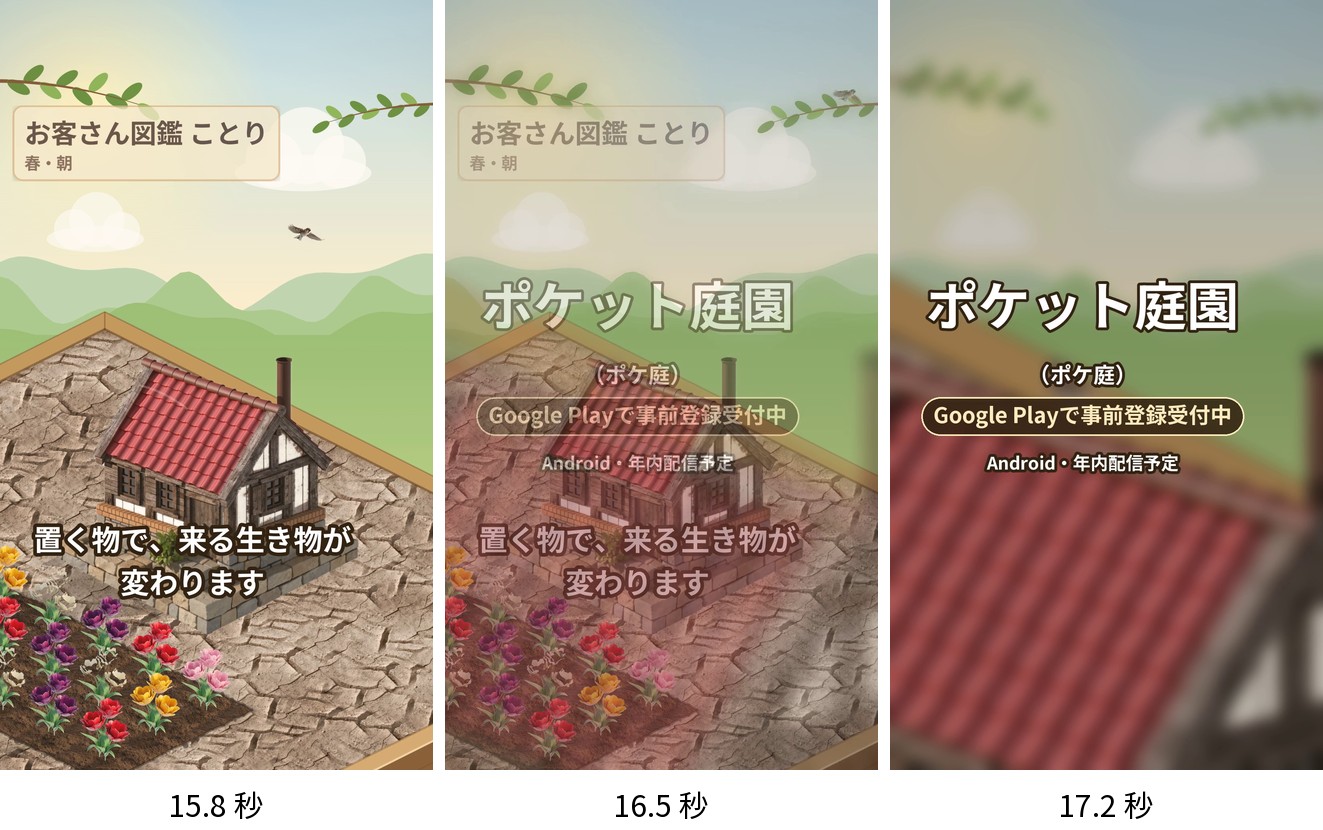 お客さん図鑑 ことり
春・朝
置く物で、来る生き物が
変わります
15.8 秒
お客さん図鑑 ことり
春・朝
ポケット庭園
（ポケ庭）
Google Playで事前登録受付中
Android・年内配信予定
置く物で、来る生き物が
変わります
16.5 秒
ポケット庭園
（ポケ庭）
Google Playで事前登録受付中
Android・年内配信予定
17.2 秒